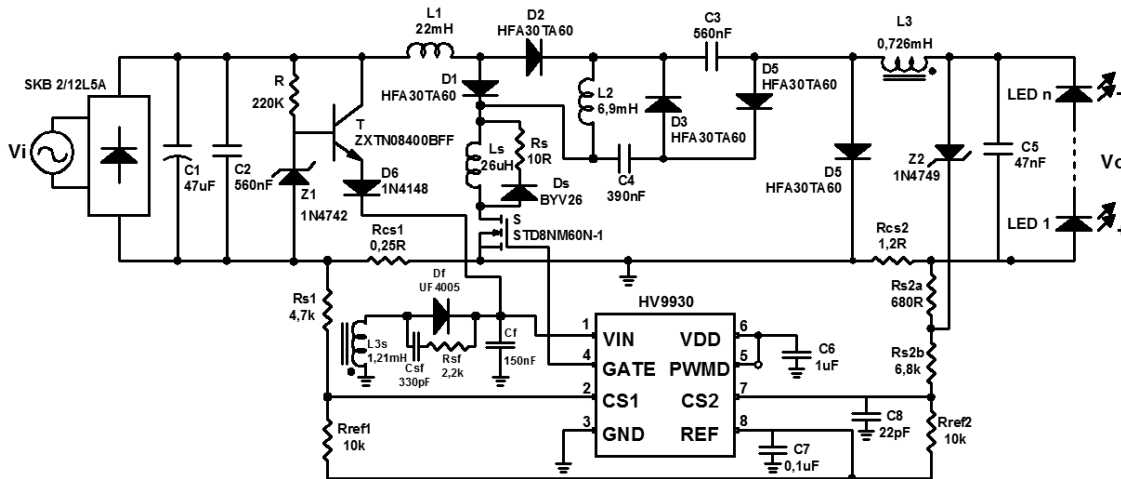 L1
22mH
D2
HFA30TA60
C3
560nF
L3
0,726mH
SKB 2/12L5A
Vi
C1
47uF
C2
560nF
R
220K
T
ZXTN08400BFF
Z1
1N4742
D6
1N4148
D1
HFA30TA60
Ls
26uH
Rs
10R
Ds
BYV26
S
STD8NM60N-1
L2
6,9mH
D3
HFA30TA60
C4
390nF
D5
HFA30TA60
D5
HFA30TA60
Z2
1N4749
C5
47nF
LED n
LED 1
Vo
Rcs1
0,25R
Rcs2
1,2R
Rs1
4,7k
Df
UF4005
L3s
1,21mH
Csf
330pF
Rsf
2,2k
Cf
150nF
HV9930
1
VIN
4
GATE
2
CS1
3
GND
VDD
6
PWMD
5
CS2
7
REF
8
C6
1uF
Rs2a
680R
Rs2b
6,8k
C8
22pF
C7
0,1uF
Rref1
10k
Rref2
10k